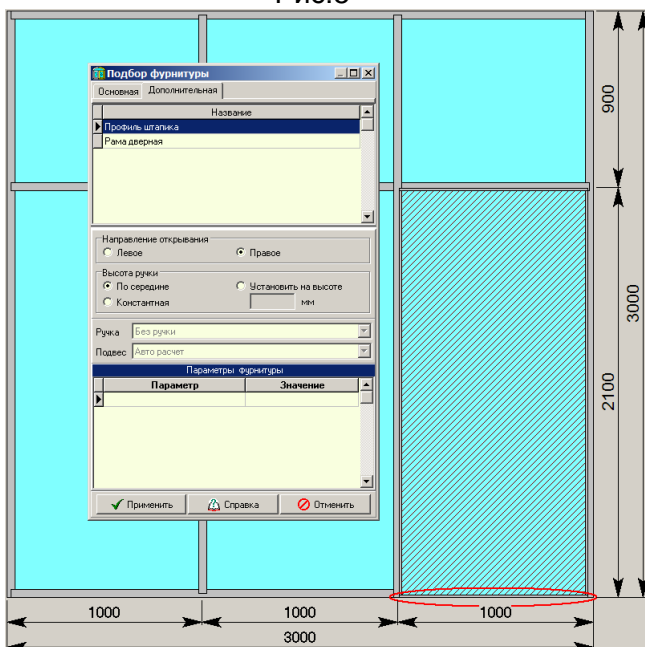 Рис.8
Подбор фурнитуры
Основная Дополнительная
Название
Профиль штапика
Рама дверная
Направление открывания
Левое Правое
Высота ручки
По середине Установить на высоте
Константная мм
Ручка Без ручки
Подвес Авто расчет
Параметры фурнитуры
Параметр Значение
Применить Справка Отменить
900
3000
2100
1000 1000 1000
3000